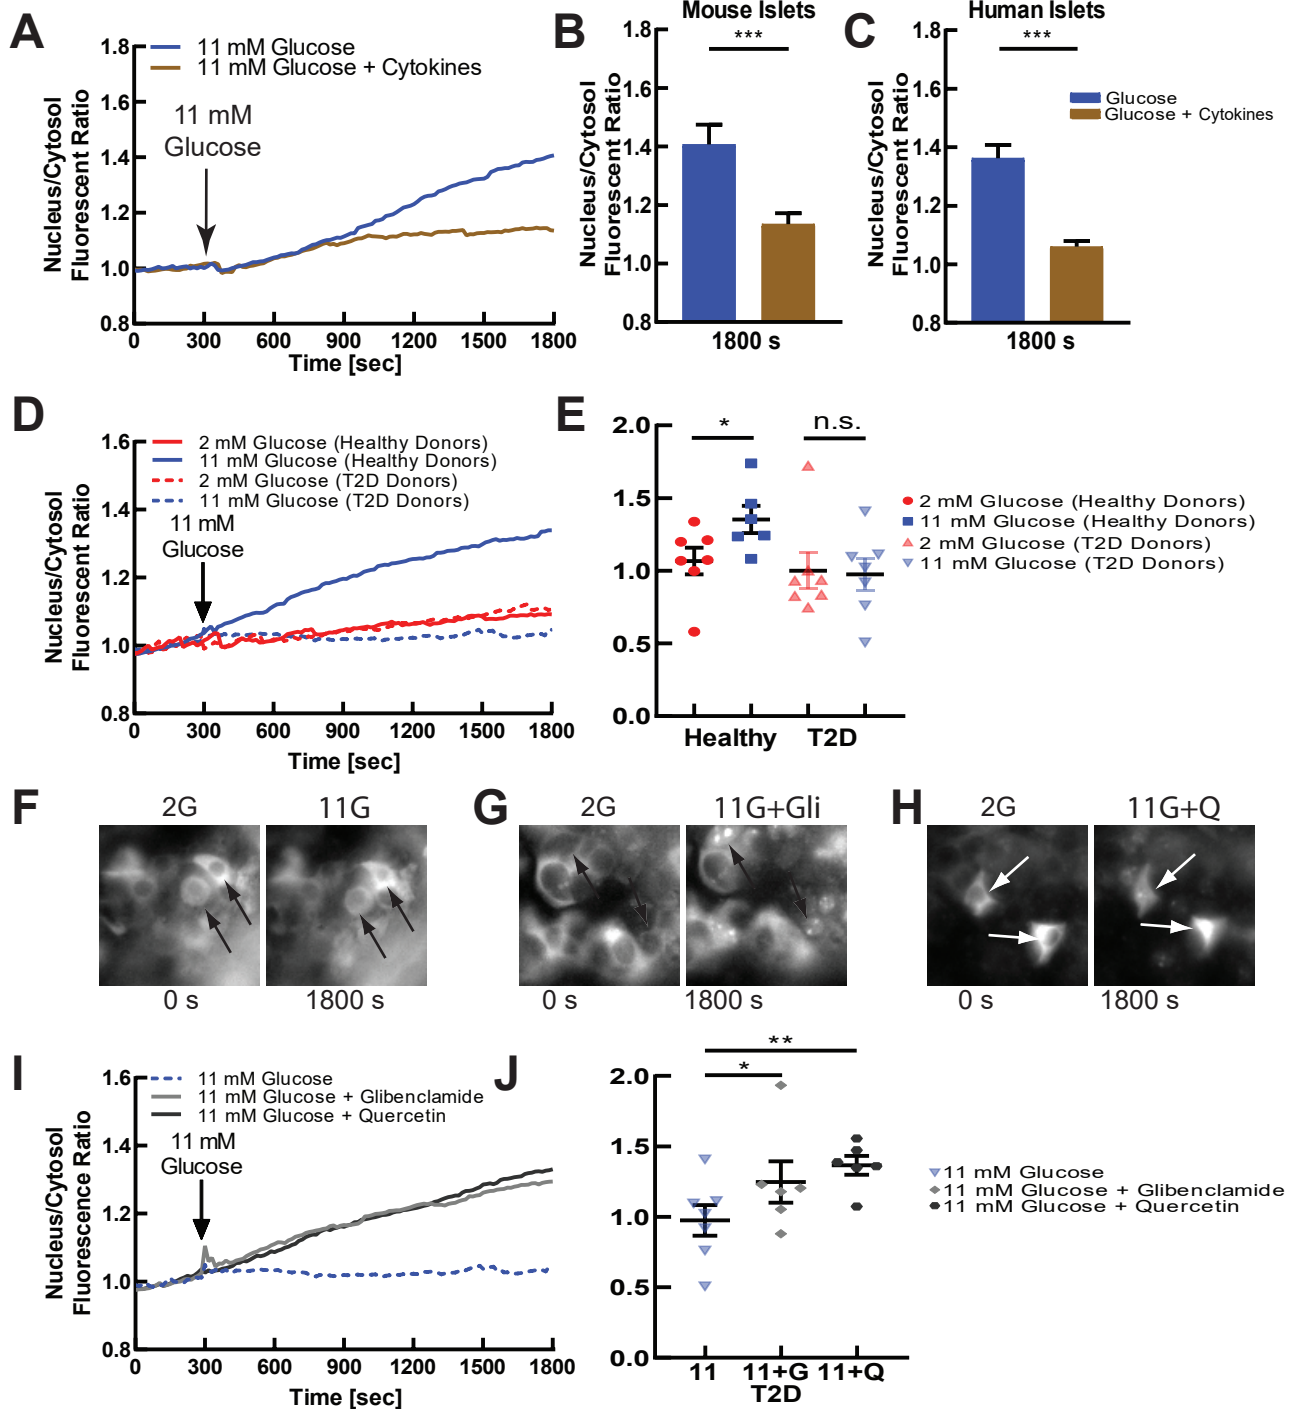 A
11 mM Glucose
11 mM Glucose + Cytokines
11 mM
Glucose
Nucleus/Cytosol
Fluorescent Ratio
1.8
1.6
1.4
1.2
1.0
0.8
0 300 600 900 1200 1500 1800
Time [sec]
B
Mouse Islets
***
Nucleus/Cytosol
Fluorescent Ratio
1.8
1.6
1.4
1.2
1.0
0.8
1800 s
C
Human Islets
***
Glucose
Glucose + Cytokines
Nucleus/Cytosol
Fluorescent Ratio
1.8
1.6
1.4
1.2
1.0
0.8
1800 s
D
2 mM Glucose (Healthy Donors)
11 mM Glucose (Healthy Donors)
2 mM Glucose (T2D Donors)
11 mM Glucose (T2D Donors)
11 mM
Glucose
Nucleus/Cytosol
Fluorescent Ratio
1.6
1.4
1.2
1.0
0.8
0 300 600 900 1200 1500 1800
Time [sec]
E
2.0
1.5
1.0
0.5
0.0
*
n.s.
Healthy T2D
2 mM Glucose (Healthy Donors)
11 mM Glucose (Healthy Donors)
2 mM Glucose (T2D Donors)
11 mM Glucose (T2D Donors)
F
2G 11G
0 s 1800 s
G
2G 11G+Gli
0 s 1800 s
H
2G 11G+Q
0 s 1800 s
I
11 mM Glucose
11 mM Glucose + Glibenclamide
11 mM Glucose + Quercetin
11 mM
Glucose
Nucleus/Cytosol
Fluorescence Ratio
1.6
1.4
1.2
1.0
0.8
0 300 600 900 1200 1500 1800
Time [sec]
J
**
*
2.0
1.5
1.0
0.5
0.0
11 11+G 11+Q
T2D
11 mM Glucose
11 mM Glucose + Glibenclamide
11 mM Glucose + Quercetin